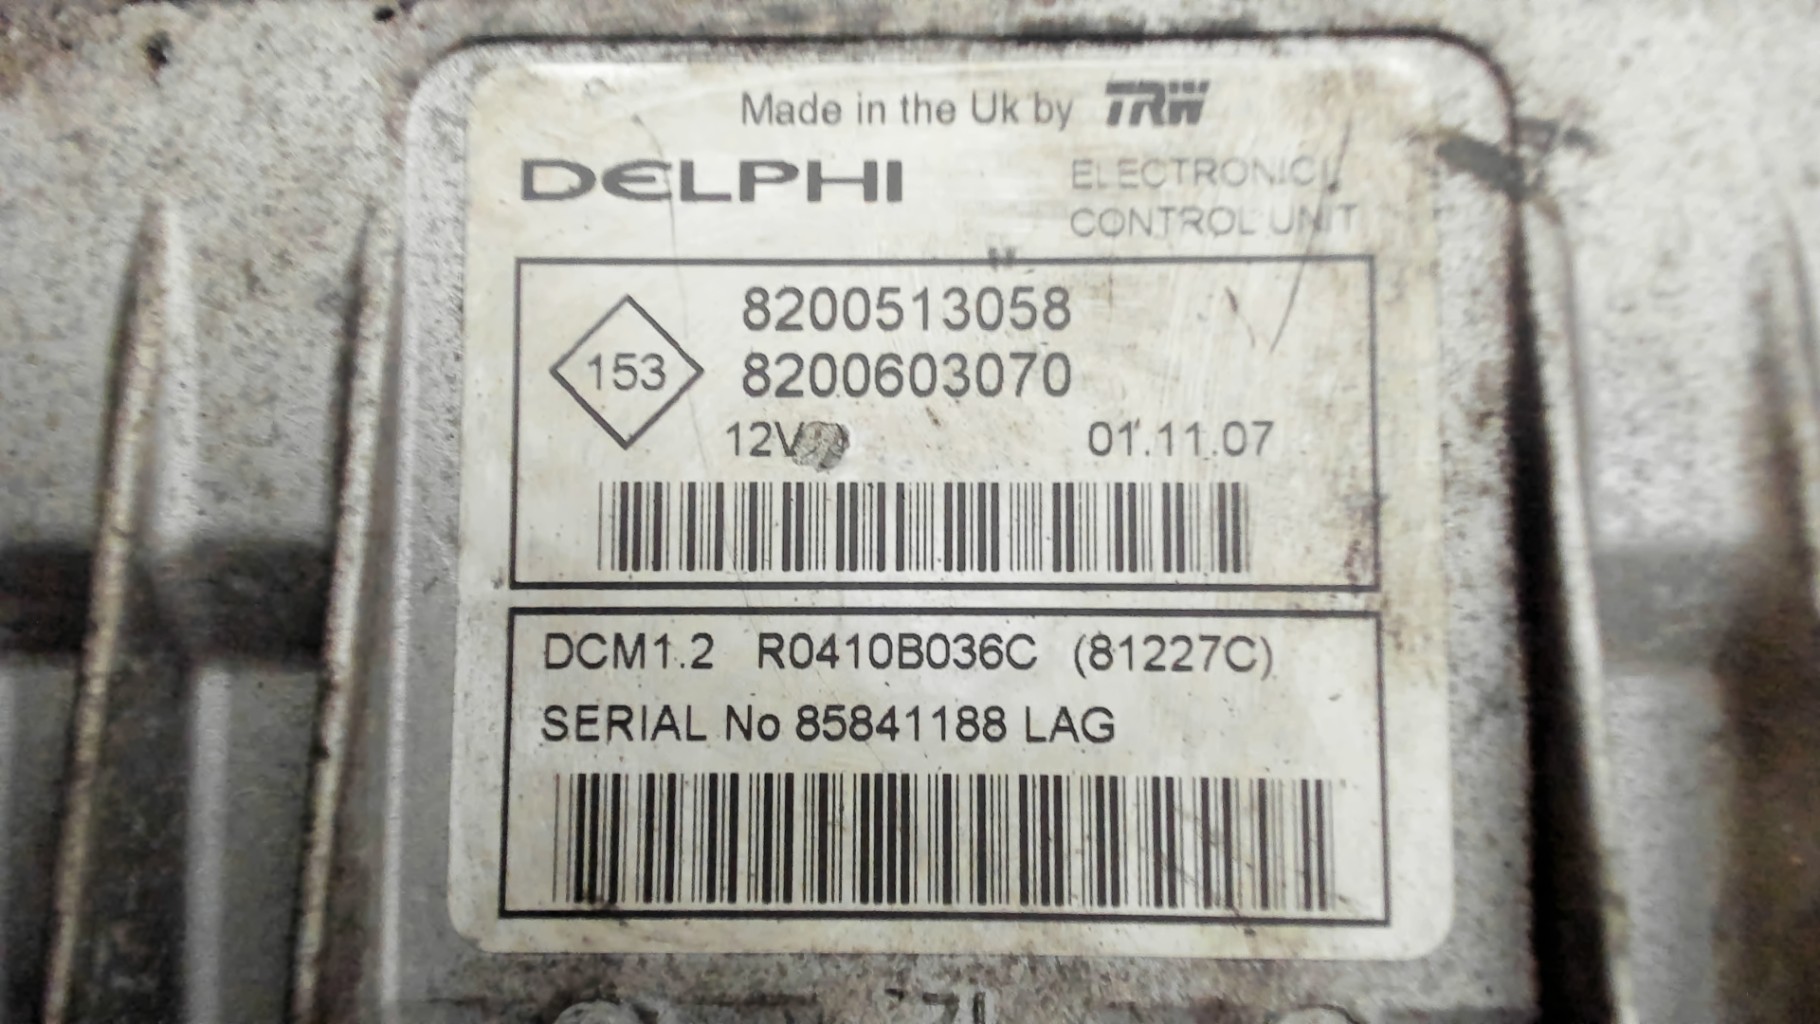 Made in the Uk by TRW
DELPHI
ELECTRONIC
CONTROL UNIT
153
8200513058
8200603070
12V
01.11.07
DCM1.2 R0410B036C (81227C)
SERIAL No 85841188 LAG